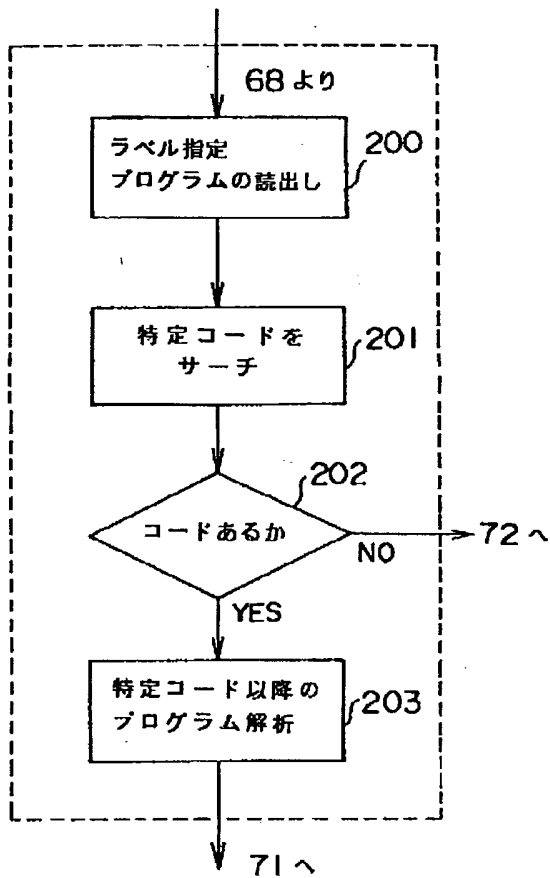 68より
ラベル指定
プログラムの読出し
200
特定コードを
サーチ
201
202
コードあるか
NO
72へ
YES
特定コード以降の
プログラム解析
203
71へ